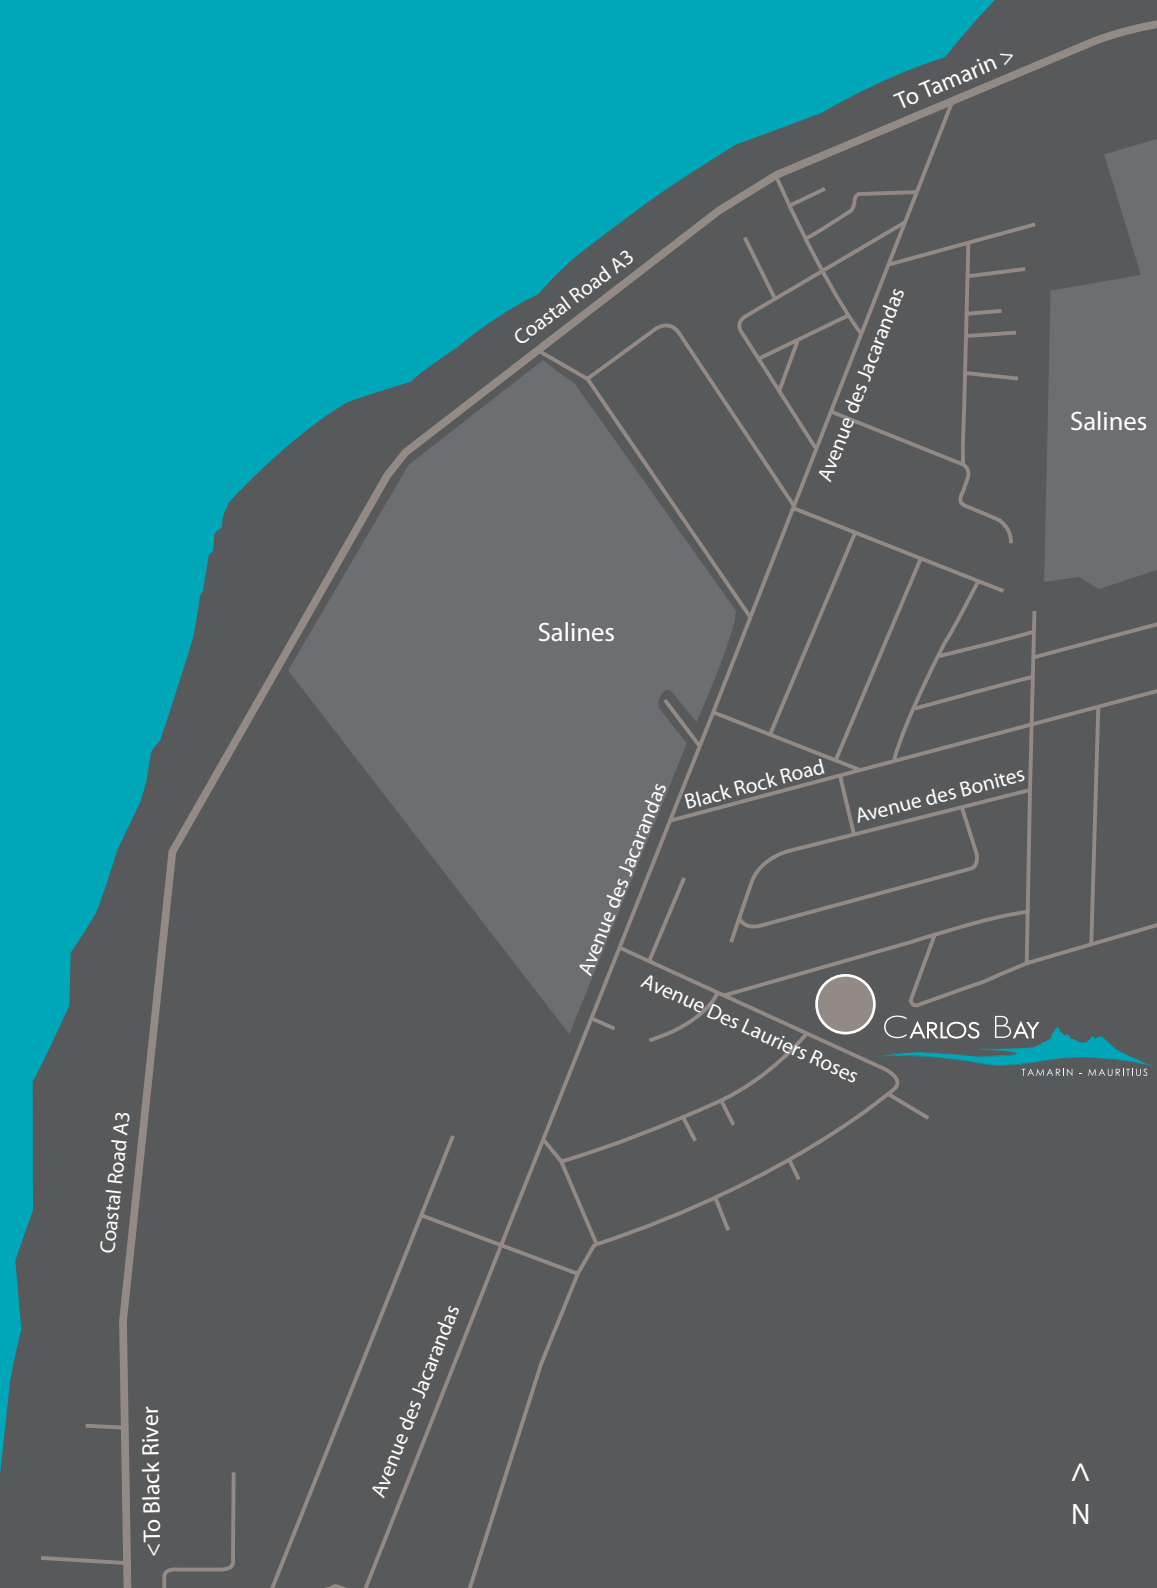 To Tamarin >
Coastal Road A3
Avenue des Jacarandas
Salines
Salines
Black Rock Road
Avenue des Bonites
Avenue des Jacarandas
Avenue Des Lauriers Roses
CARLOS BAY
TAMARIN - MAURITIUS
Coastal Road A3
Avenue des Jacarandas
<To Black River
N